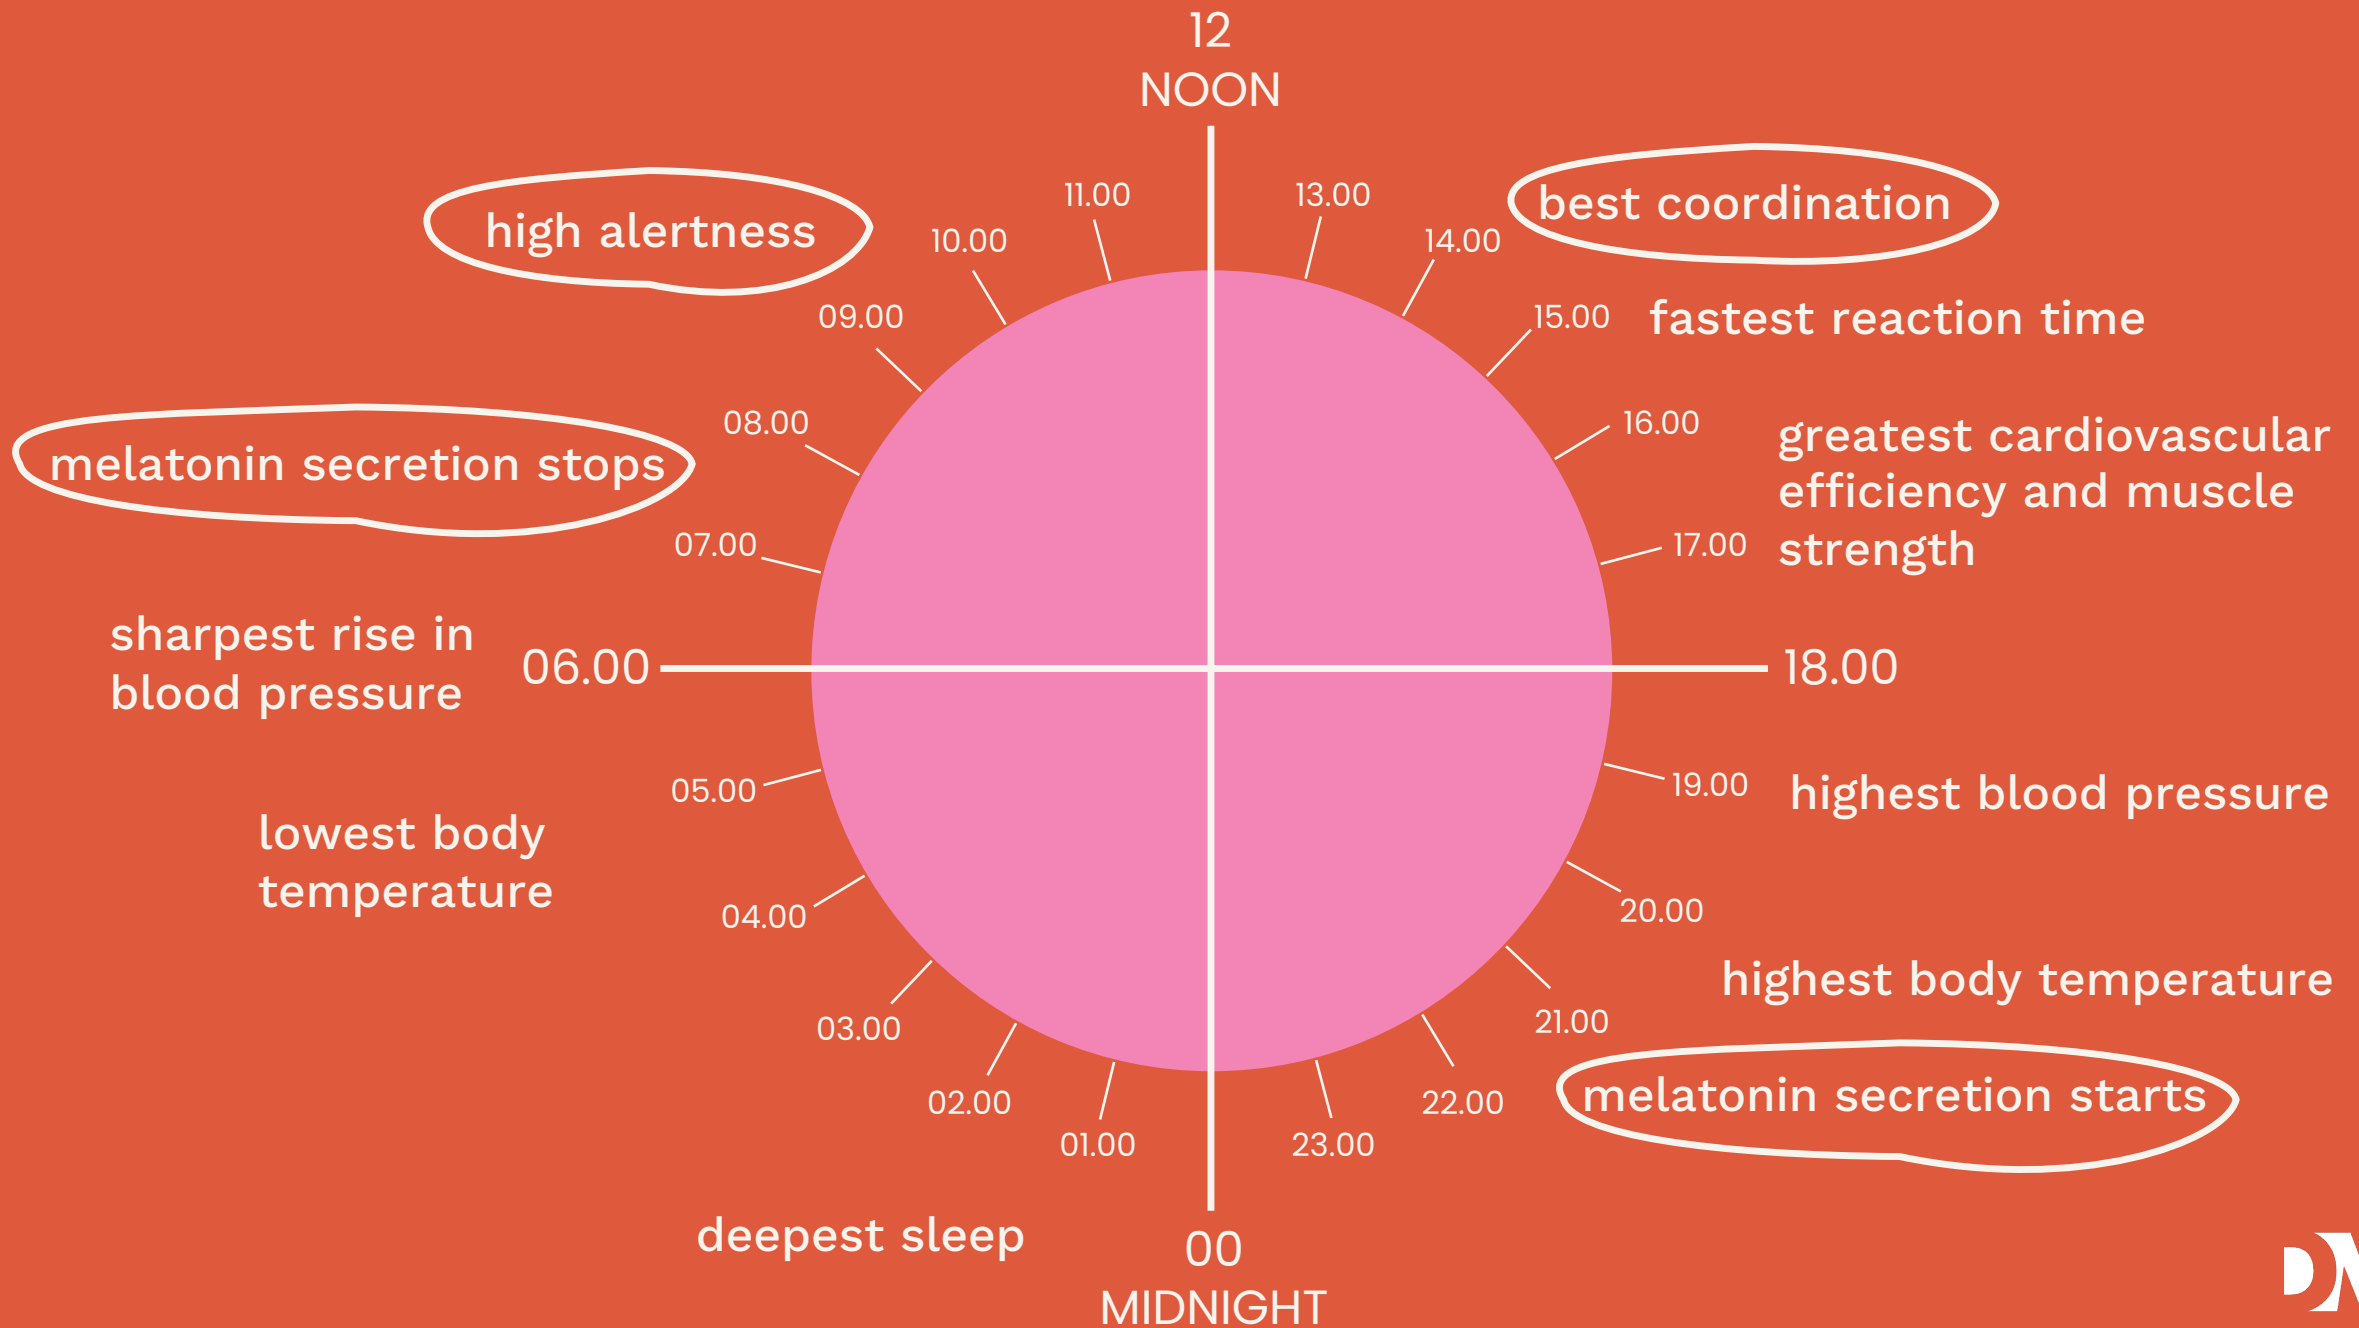 12
NOON
11.00
13.00
best coordination
high alertness
10.00
14.00
09.00
15.00
fastest reaction time
08.00
16.00
greatest cardiovascular
efficiency and muscle
strength
melatonin secretion stops
07.00
17.00
sharpest rise in
blood pressure
06.00
18.00
05.00
19.00
highest blood pressure
lowest body
temperature
04.00
20.00
highest body temperature
03.00
21.00
02.00
22.00
melatonin secretion starts
01.00
23.00
deepest sleep
00
MIDNIGHT